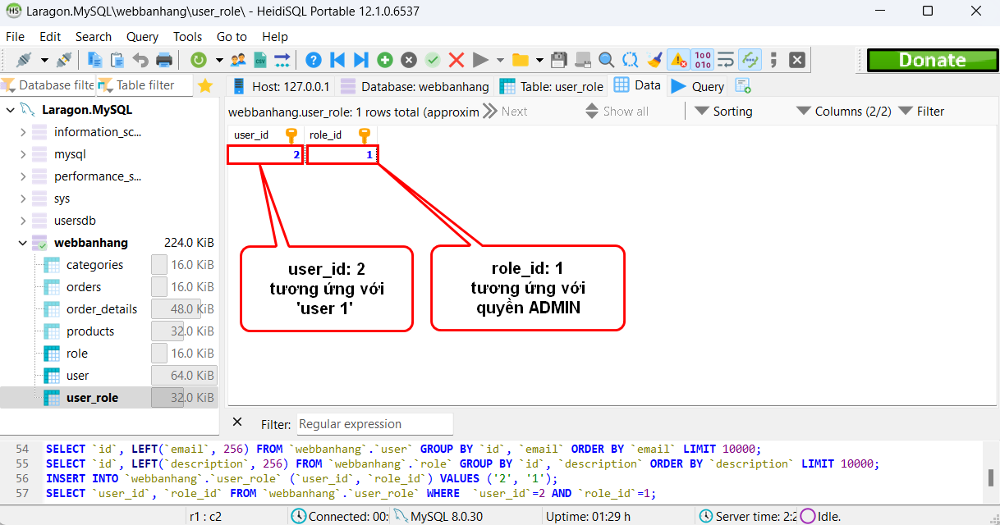 Laragon.MySQL\webbanhang\user_role\ - HeidiSQL Portable 12.1.0.6537
File Edit Search Query Tools Go to Help
Donate
Database filte Table filter
Host: 127.0.0.1 Database: webbanhang Table: user_role Data Query
webbanhang.user_role: 1 rows total (approxim Next Show all Sorting Columns (2/2) Filter
Laragon.MySQL
information_sc...
mysql
performance_s...
sys
usersdb
webbanhang 224.0 KiB
categories 16.0 KiB
orders 16.0 KiB
order_details 48.0 KiB
products 32.0 KiB
role 16.0 KiB
user 64.0 KiB
user_role 32.0 KiB
user_id role_id
2 1
user_id: 2
tương ứng với
'user 1'
role_id: 1
tương ứng với
quyền ADMIN
Filter: Regular expression
54 SELECT `id`, LEFT(`email`, 256) FROM `webbanhang`.`user` GROUP BY `id`, `email` ORDER BY `email` LIMIT 10000;
55 SELECT `id`, LEFT(`description`, 256) FROM `webbanhang`.`role` GROUP BY `id`, `description` ORDER BY `description` LIMIT 10000;
56 INSERT INTO `webbanhang`.`user_role` (`user_id`, `role_id`) VALUES ('2', '1');
57 SELECT `user_id`, `role_id` FROM `webbanhang`.`user_role` WHERE  `user_id`=2 AND `role_id`=1;
r1 : c2 Connected: 00: MySQL 8.0.30 Uptime: 01:29 h Server time: 2:2 Idle.